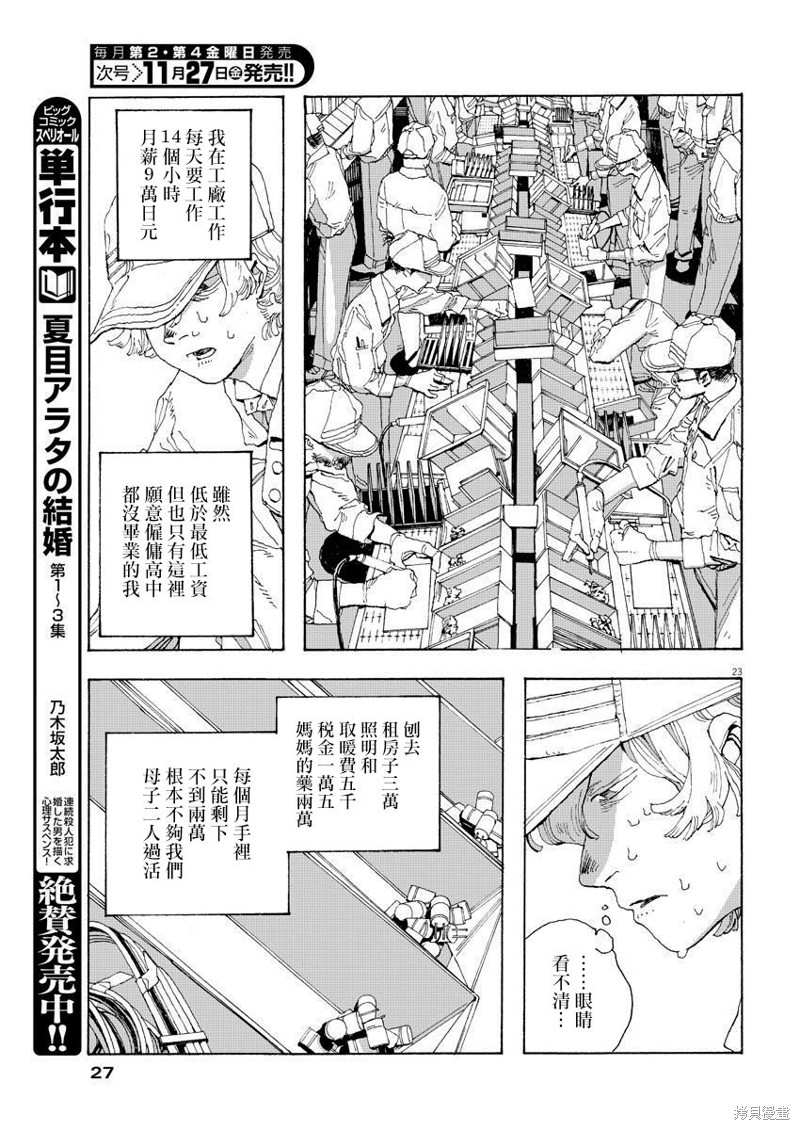 毎月第2・第4金曜日発売
次号＞11月27日㊎発売!!
ビッグ
コミック
スペリオール
単行本
夏目アラタの結婚
第1～3集
乃木坂太郎
連続殺人犯に求
婚した男を描く
心理サスペンス！
絶賛発売中!!
我在工廠工作
每天要工作
14個小時
月薪9萬日元
雖然
低於最低工資
但也只有這裡
願意僱傭高中
都沒畢業的我
23
……眼睛
看不清…
刨去
租房子三萬
照明和
取暖費五千
税金一萬五
媽媽的藥兩萬
每個月手裡
只能剩下
不到兩萬
根本不夠我們
母子二人過活
27
拷貝漫畫